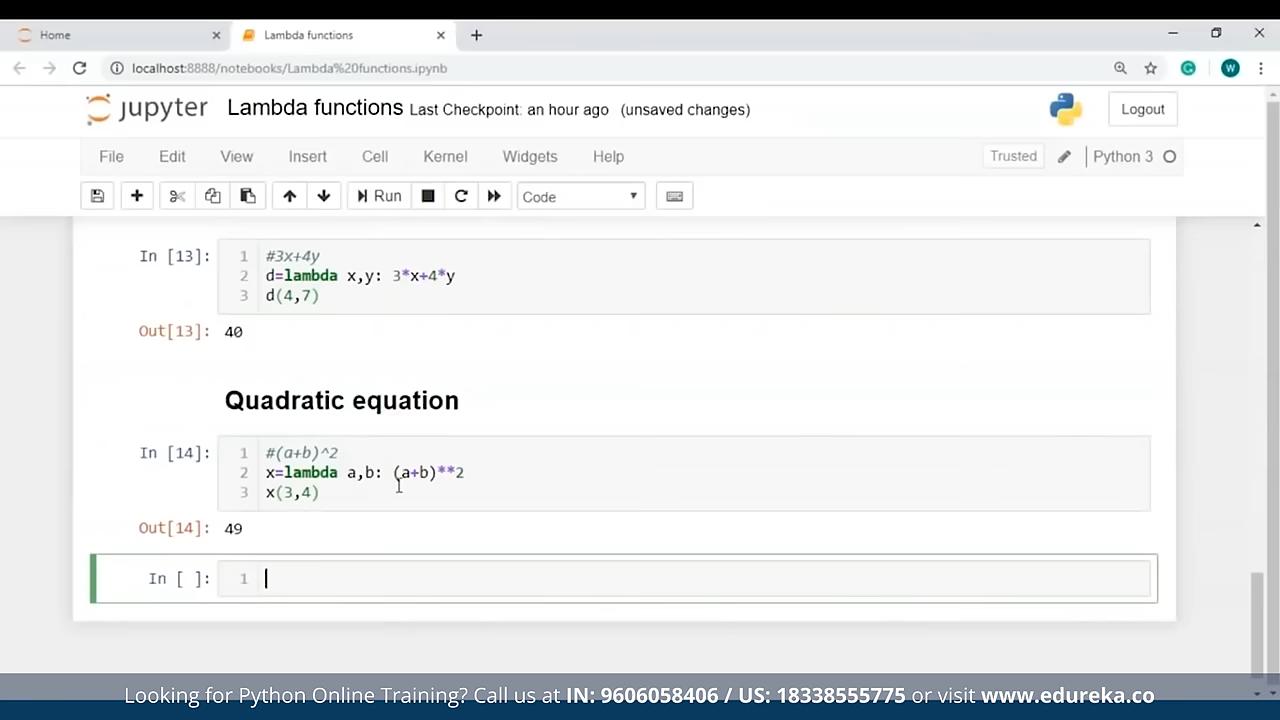 Home
Lambda functions
localhost:8888/notebooks/Lambda%20functions.ipynb
W
jupyter Lambda functions Last Checkpoint: an hour ago (unsaved changes)
Logout
File Edit View Insert Cell Kernel Widgets Help
Trusted Python 3
Run Code
In [13]:
1 #3x+4y
2 d=lambda x,y: 3*x+4*y
3 d(4,7)
Out[13]: 40
Quadratic equation
In [14]:
1 #(a+b)^2
2 x=lambda a,b: (a+b)**2
3 x(3,4)
Out[14]: 49
In [ ]: 1
Looking for Python Online Training? Call us at IN: 9606058406 / US: 18338555775 or visit www.edureka.co